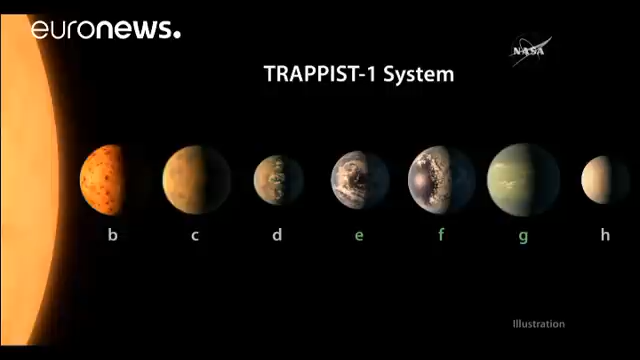 euronews.
NASA
TRAPPIST-1 System
b c d e f g h
Illustration